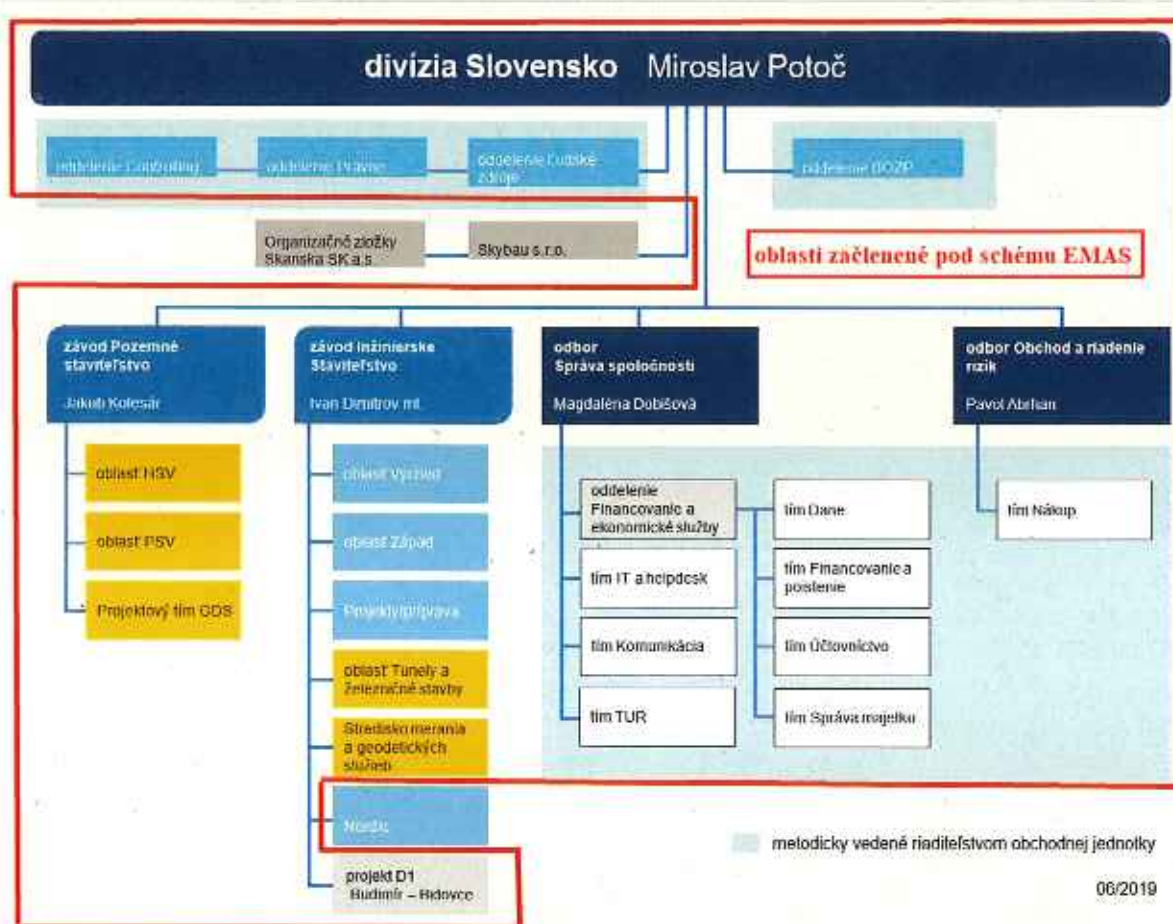 divízia Slovensko Miroslav Potoč
oddelenie Controlling
oddelenie Právne
oddelenie Ľudské
zdroje
oddelenie BOZP
Organizačné zložky
Skanska SK a.s
Skybau s.r.o.
oblasti začlenené pod schému EMAS
závod Pozemné
staviteľstvo
Jakub Kolesár
závod Inžinierske
Staviteľstvo
Ivan Dimitrov ml.
odbor
Správa spoločnosti
Magdaléna Dobišová
odbor Obchod a riadenie
rizík
Pavol Abrhan
oblasť HSV
oblasť PSV
Projektový tím
oblasť Východ
oblasť Západ
Projekty/príprava
oblasť Tunely a
železničné stavby
Stredisko merania
a geodetických
služieb
Nordic
projekt D1
Budimír – Bidovce
oddelenie
Financovanie a
ekonomické služby
tím IT a helpdesk
tím Komunikácia
tím TUR
tím Dane
tím Financovanie a
poistenie
tím Účtovníctvo
tím Správa majetku
tím Nákup
metodicky vedené riaditeľstvom obchodnej jednotky
06/2019